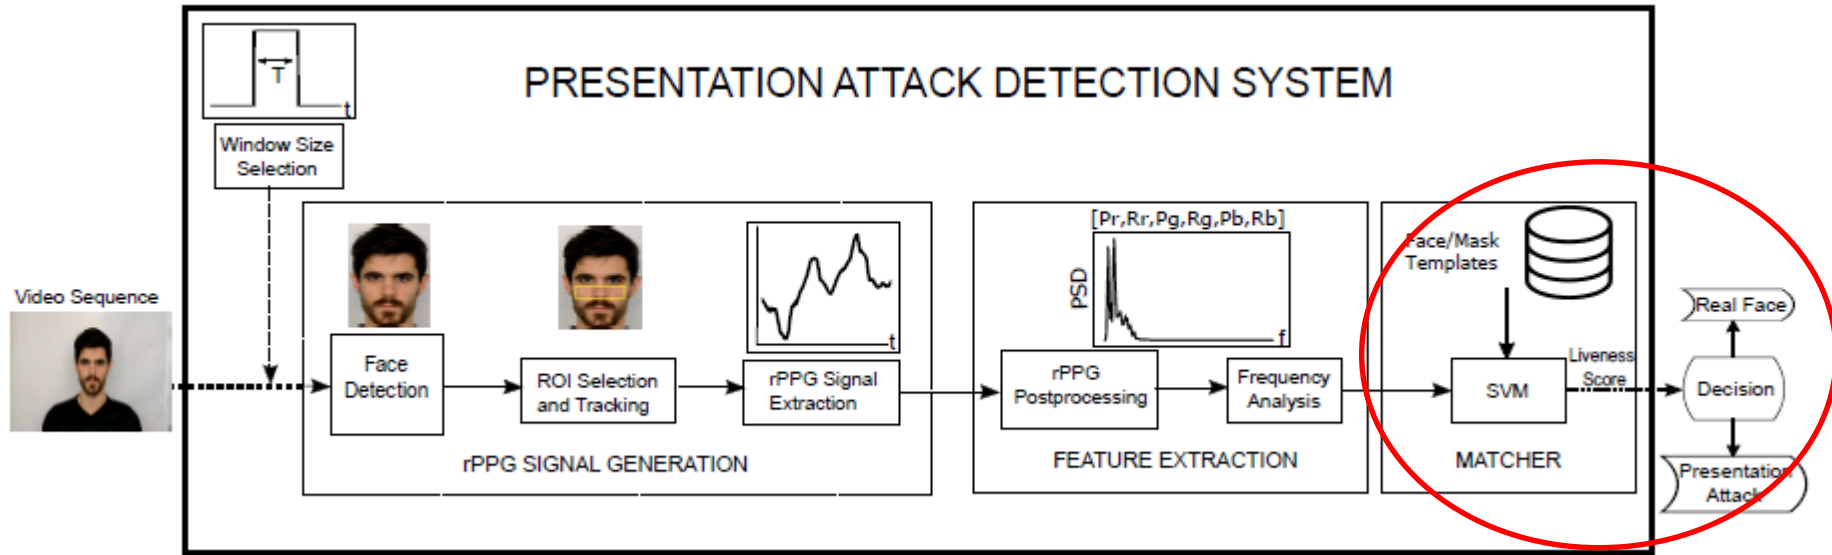 PRESENTATION ATTACK DETECTION SYSTEM
T
t
Window Size
Selection
Video Sequence
Face
Detection
ROI Selection
and Tracking
t
rPPG Signal
Extraction
rPPG SIGNAL GENERATION
[Pr,Rr,Pg,Rg,Pb,Rb]
PSD
f
rPPG
Postprocessing
Frequency
Analysis
FEATURE EXTRACTION
Face/Mask
Templates
SVM
MATCHER
Liveness
Score
Real Face
Decision
Presentation
Attack